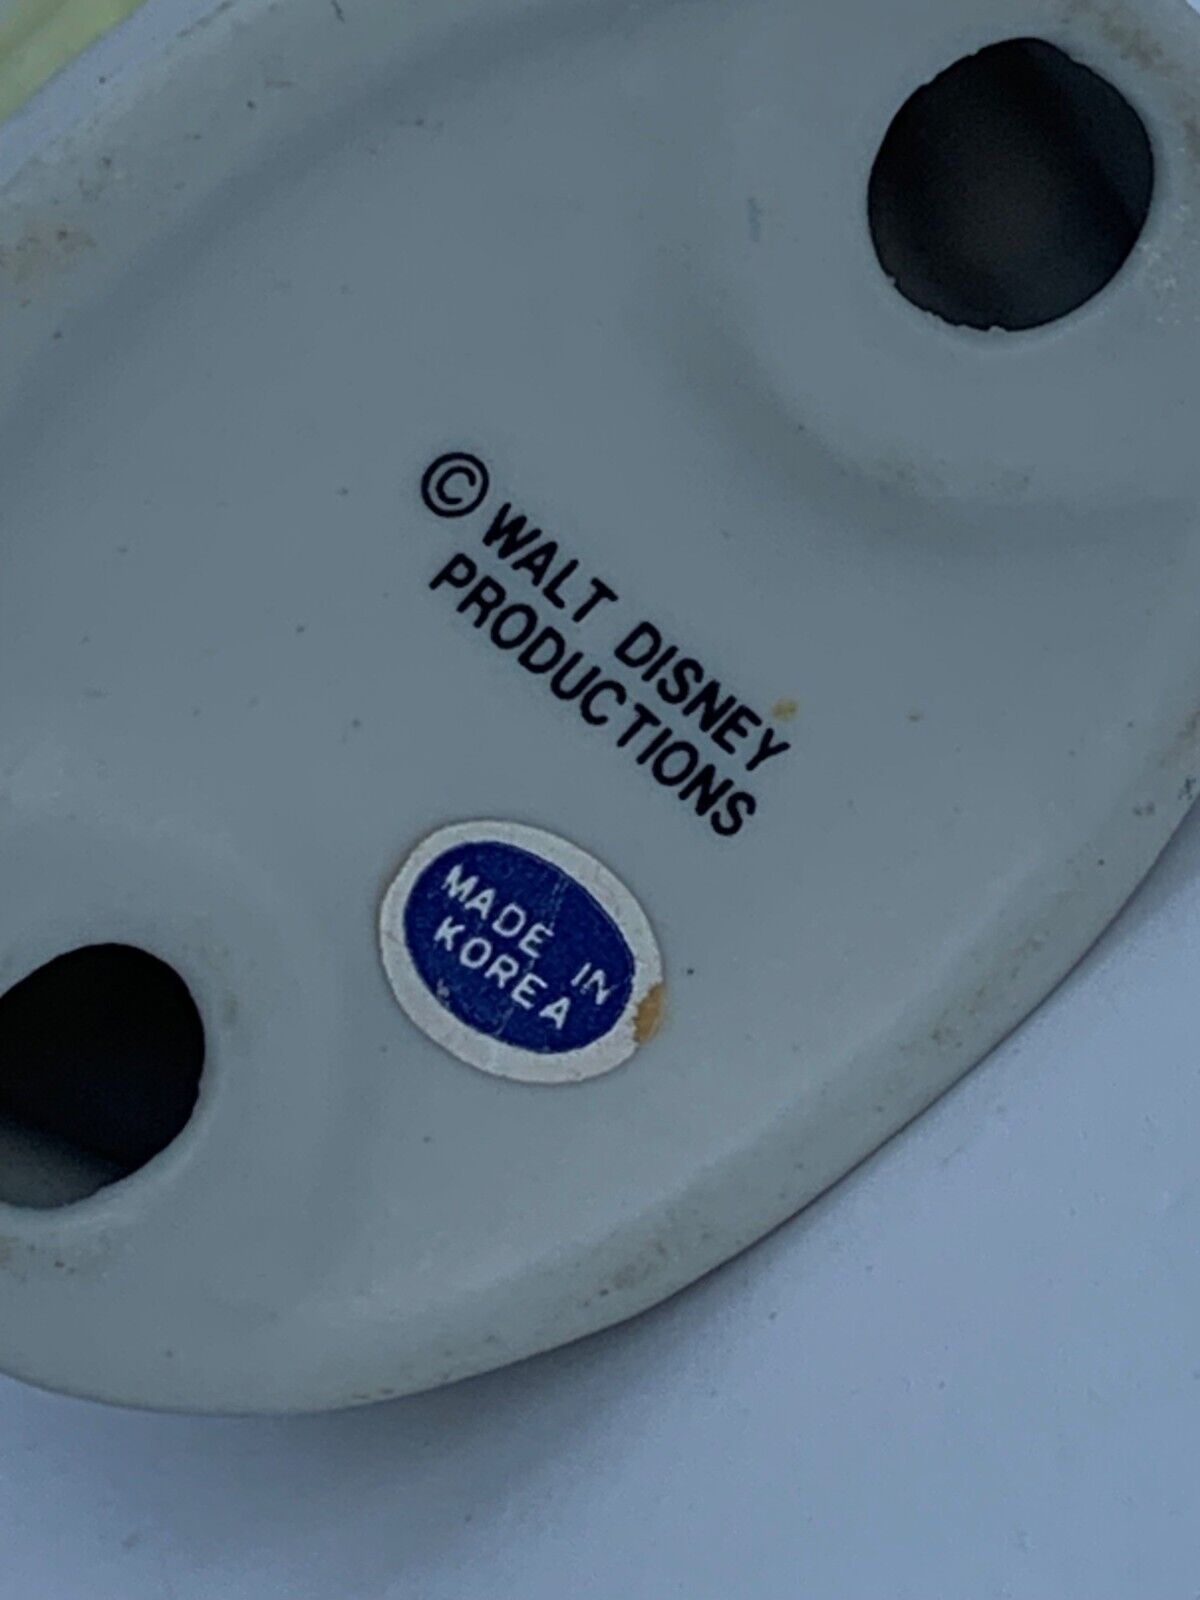 © WALT DISNEY
PRODUCTIONS
MADE IN
KOREA